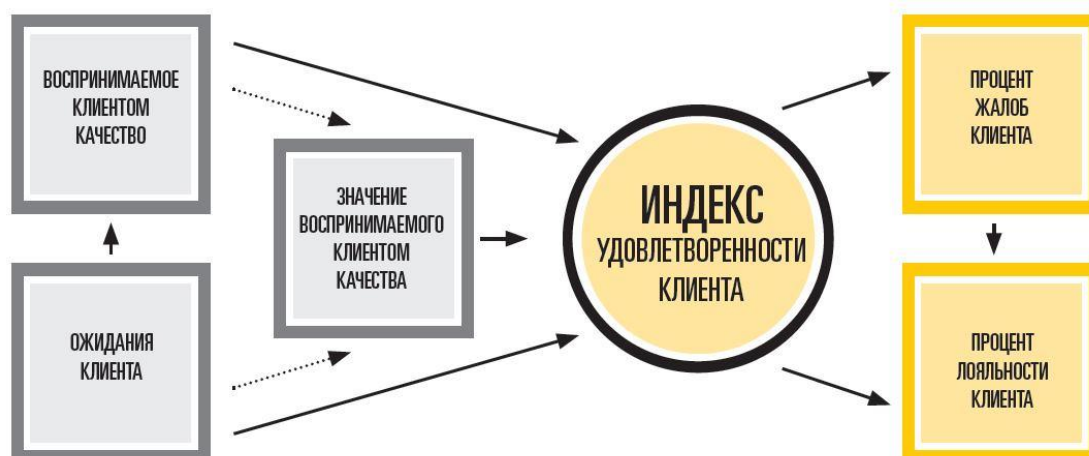 ВОСПРИНИМАЕМОЕ
КЛИЕНТОМ
КАЧЕСТВО
ОЖИДАНИЯ
КЛИЕНТА
ЗНАЧЕНИЕ
ВОСПРИНИМАЕМОГО
КЛИЕНТОМ
КАЧЕСТВА
ИНДЕКС
УДОВЛЕТВОРЕННОСТИ
КЛИЕНТА
ПРОЦЕНТ
ЖАЛОБ
КЛИЕНТА
ПРОЦЕНТ
ЛОЯЛЬНОСТИ
КЛИЕНТА